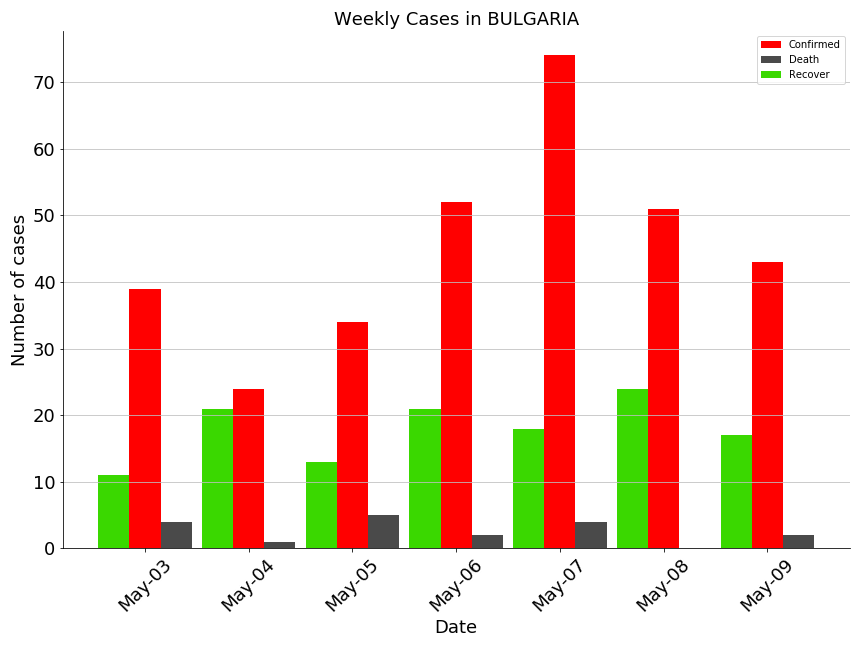 Weekly Cases in BULGARIA
Confirmed
Death
Recover
Number of cases
70
60
50
40
30
20
10
0
May-03
May-04
May-05
May-06
May-07
May-08
May-09
Date